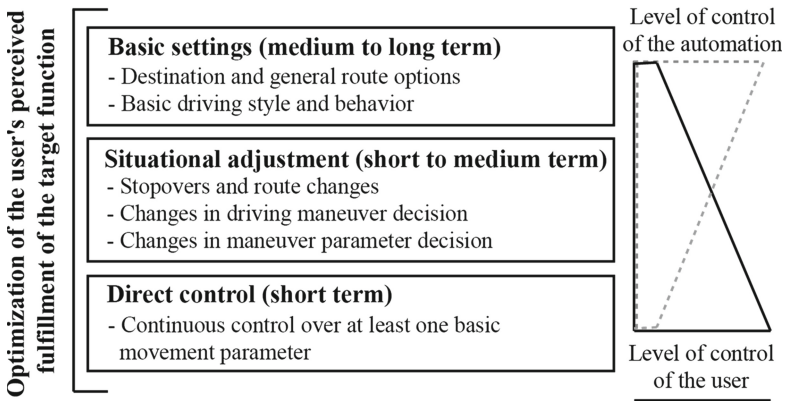 Optimization of the user's perceived
fulfillment of the target function
Basic settings (medium to long term)
- Destination and general route options
- Basic driving style and behavior
Situational adjustment (short to medium term)
- Stopovers and route changes
- Changes in driving maneuver decision
- Changes in maneuver parameter decision
Direct control (short term)
- Continuous control over at least one basic
movement parameter
Level of control
of the automation
Level of control
of the user